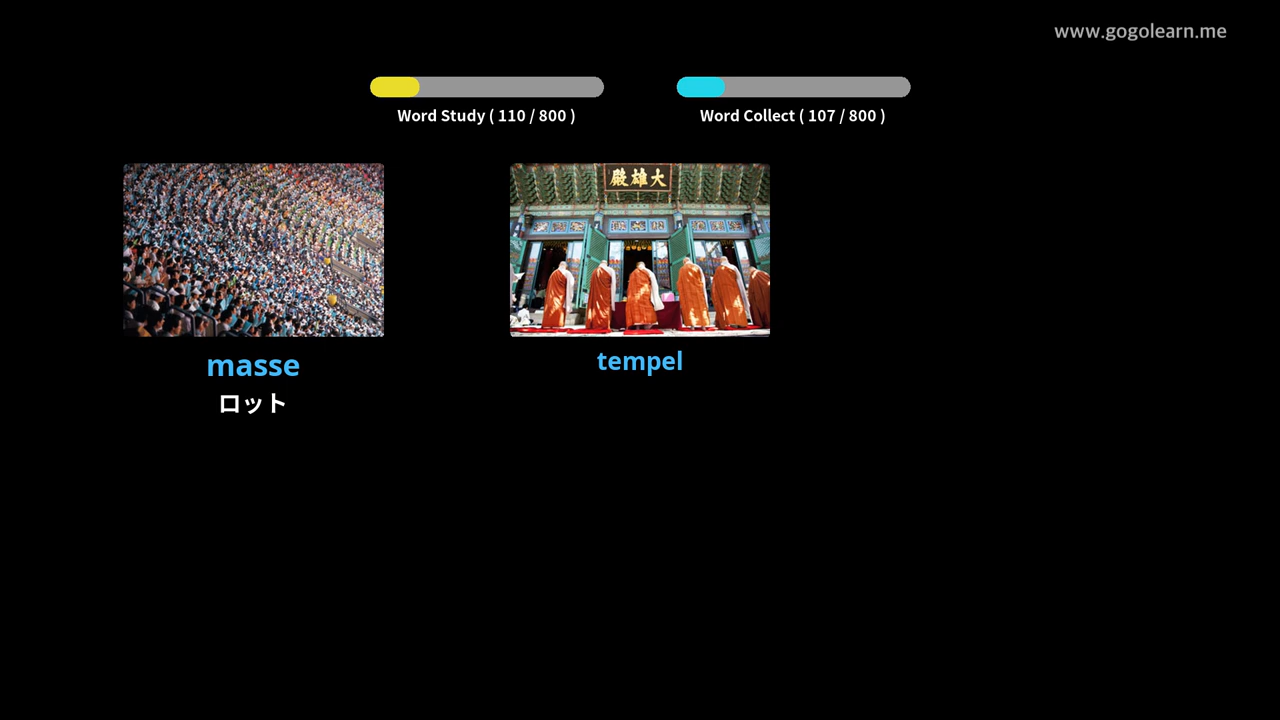 www.gogolearn.me
Word Study ( 110 / 800 )
Word Collect ( 107 / 800 )
殿雄大
masse
ロット
tempel